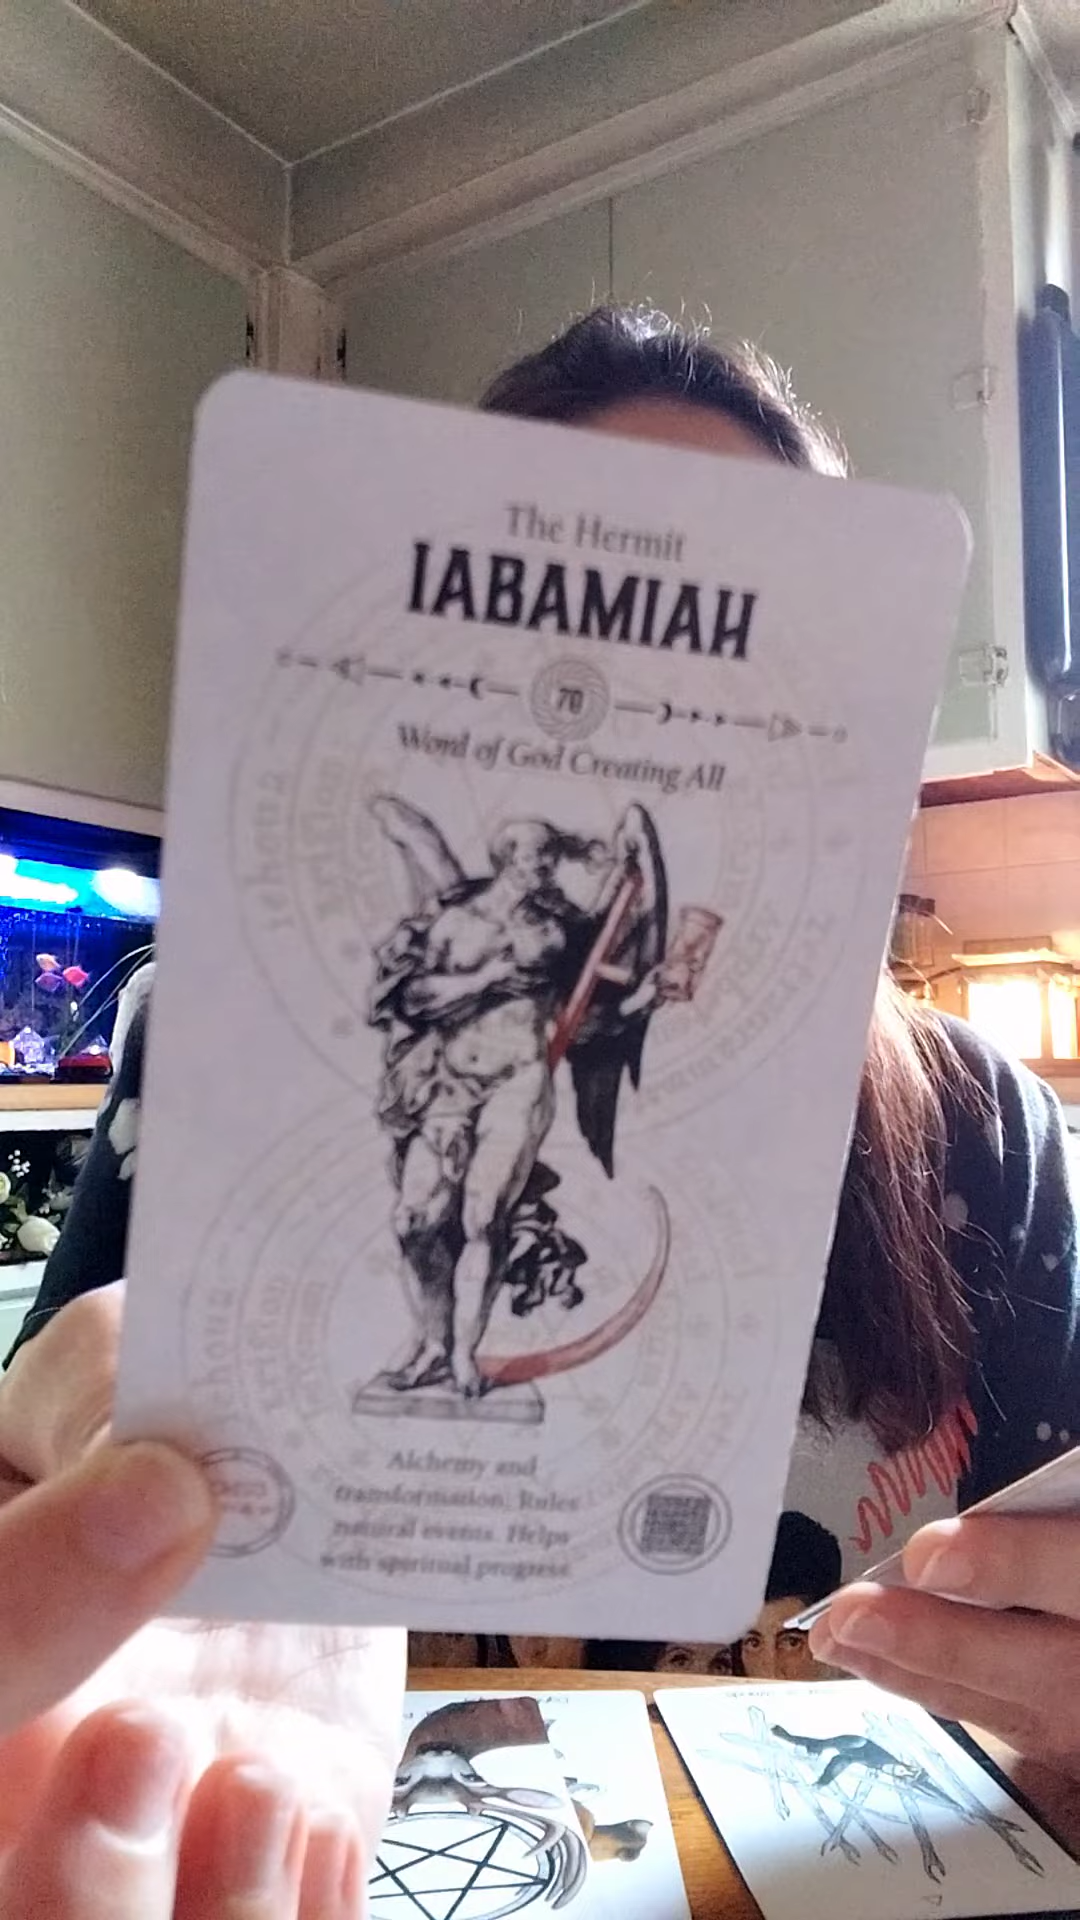 The Hermit
IABAMIAH
70
Word of God Creating All
Alchemy and
transformation; Rules
natural events. Helps
with spiritual progress.